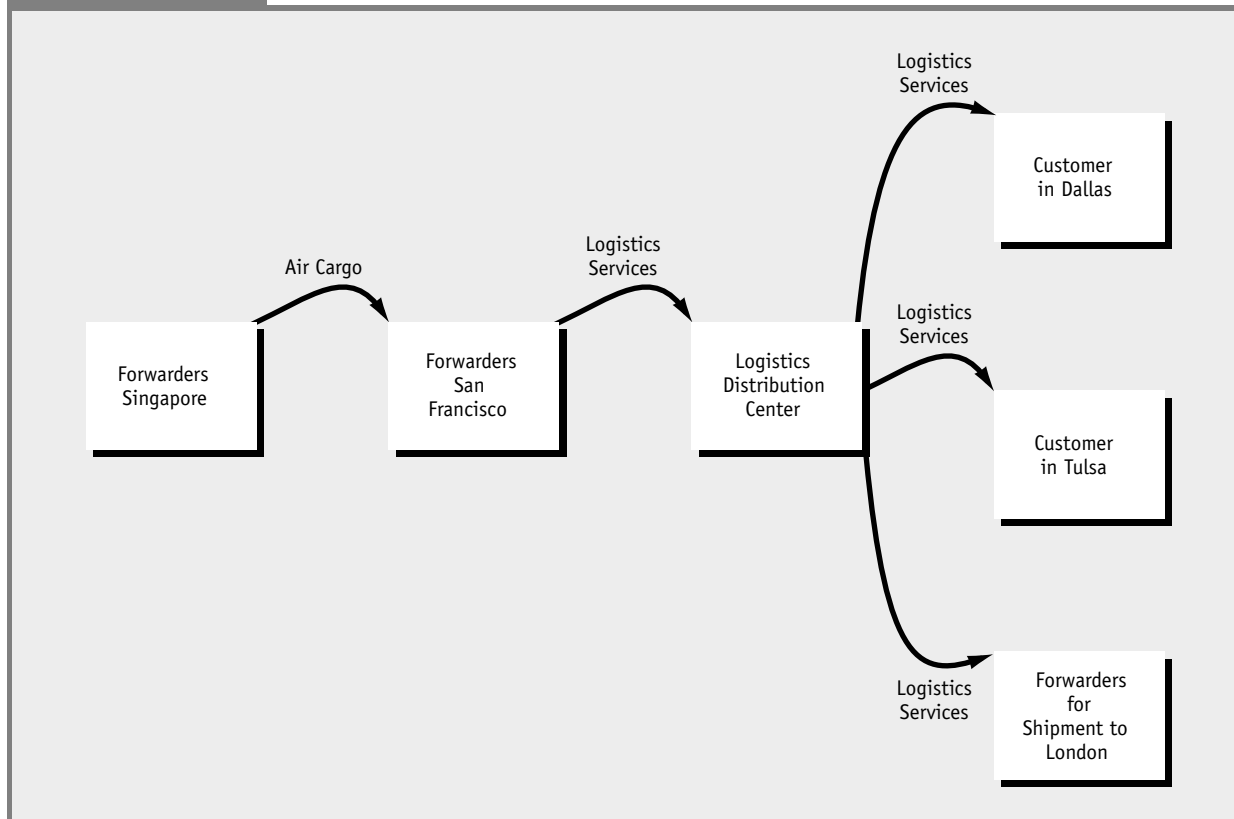 Logistics
Services
Customer
in Dallas
Air Cargo
Logistics
Services
Logistics
Services
Forwarders
Singapore
Forwarders
San
Francisco
Logistics
Distribution
Center
Customer
in Tulsa
Logistics
Services
Forwarders
for
Shipment to
London